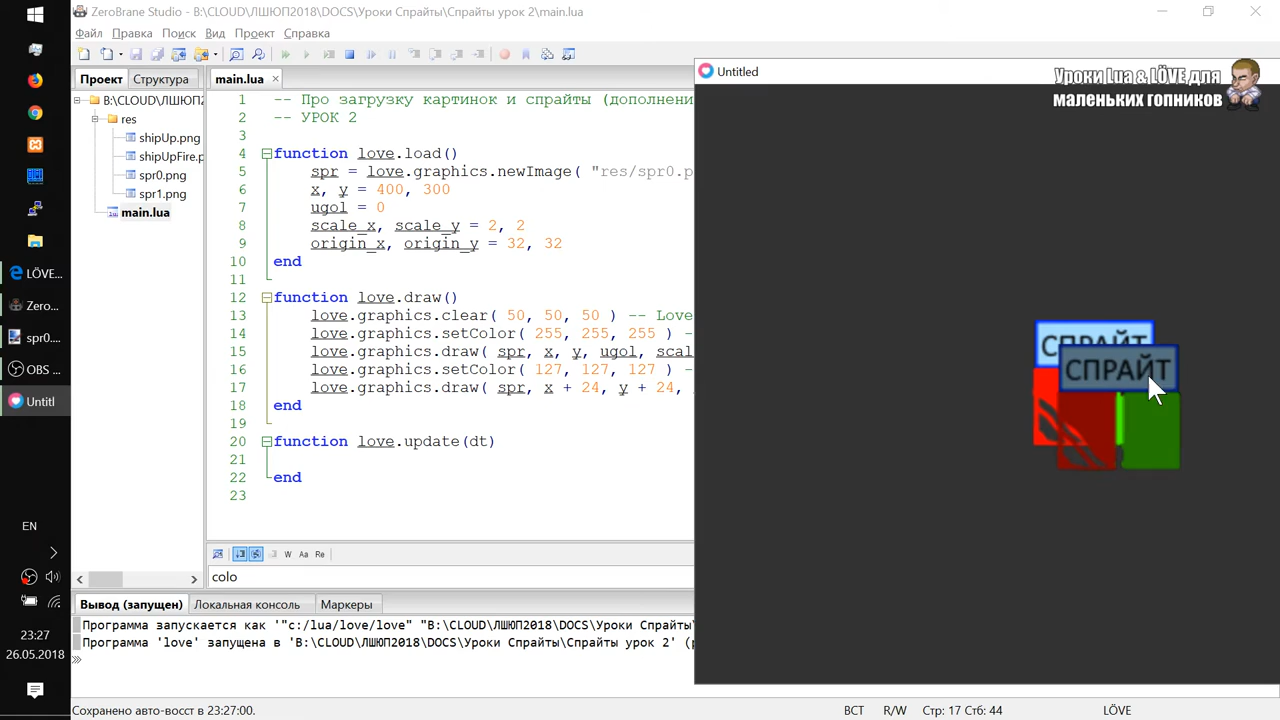 ZeroBrane Studio - B:\CLOUD\ЛШЮП2018\DOCS\Уроки Спрайты\Спрайты урок 2\main.lua
Файл Правка Поиск Вид Проект Справка
Проект Структура
main.lua
B:\CLOUD\ЛШЮП2
res
shipUp.png
shipUpFire.p
spr0.png
spr1.png
main.lua
1 -- Про загрузку картинок и спрайты (дополнени
2 -- УРОК 2
3
4 function love.load()
5 spr = love.graphics.newImage( "res/spr0.p
6 x, y = 400, 300
7 ugol = 0
8 scale_x, scale_y = 2, 2
9 origin_x, origin_y = 32, 32
10 end
11
12 function love.draw()
13 love.graphics.clear( 50, 50, 50 ) -- Love
14 love.graphics.setColor( 255, 255, 255 ) -
15 love.graphics.draw( spr, x, y, ugol, scal
16 love.graphics.setColor( 127, 127, 127 ) -
17 love.graphics.draw( spr, x + 24, y + 24,
18 end
19
20 function love.update(dt)
21
22 end
23
W Aa Re
colo
Вывод (запущен) Локальная консоль Маркеры
Программа запускается как '"c:/lua/love/love" "B:\CLOUD\ЛШЮП2018\DOCS\Уроки Спрайты
Программа 'love' запущена в 'B:\CLOUD\ЛШЮП2018\DOCS\Уроки Спрайты\Спрайты урок 2' (р
Сохранено авто-восст в 23:27:00.
ВСТ R/W Стр: 17 Стб: 44 LÖVE
Untitled
Уроки Lua & LÖVE для
маленьких гопников
СПРАЙТ
СПРАЙТ
LÖVE...
Zero...
spr0....
OBS ...
Untitl
EN
23:27
26.05.2018